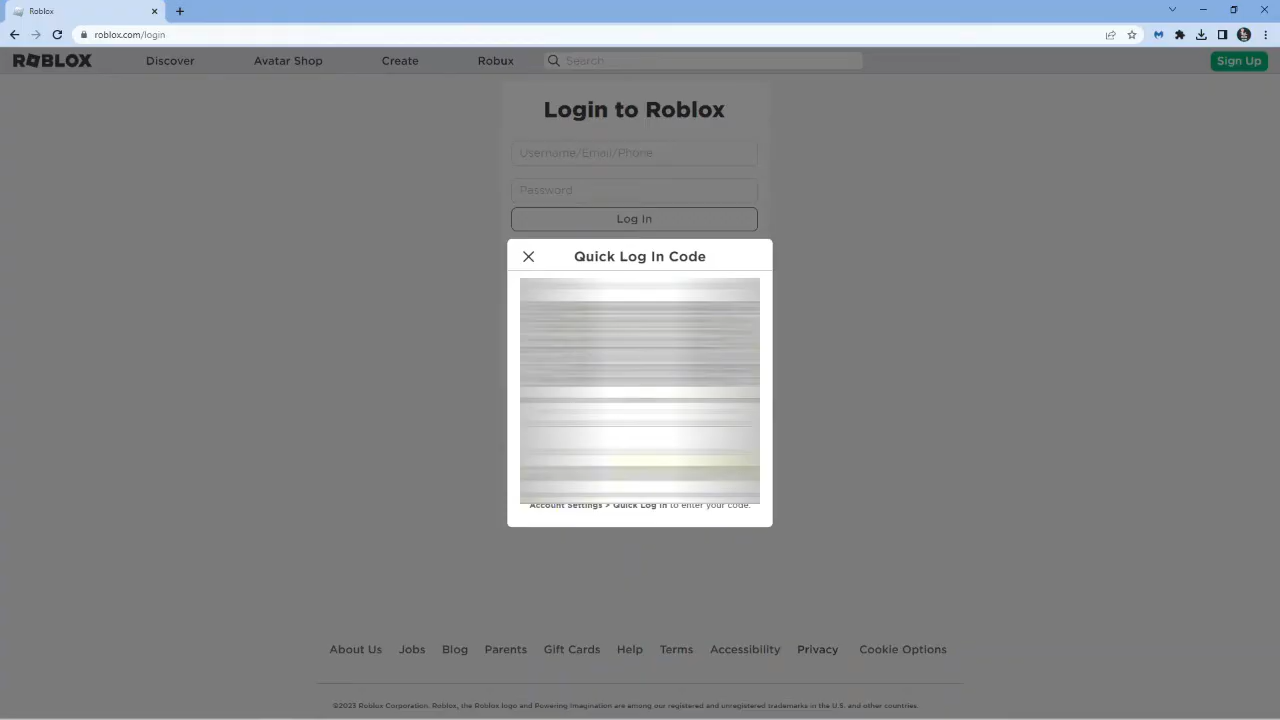 Roblox
roblox.com/login
ROBLOX Discover Avatar Shop Create Robux Search Sign Up
Login to Roblox
Username/Email/Phone
Password
Log In
Quick Log In Code
Account Settings > Quick Log In to enter your code.
About Us Jobs Blog Parents Gift Cards Help Terms Accessibility Privacy Cookie Options
©2023 Roblox Corporation. Roblox, the Roblox logo and Powering Imagination are among our registered and unregistered trademarks in the U.S. and other countries.